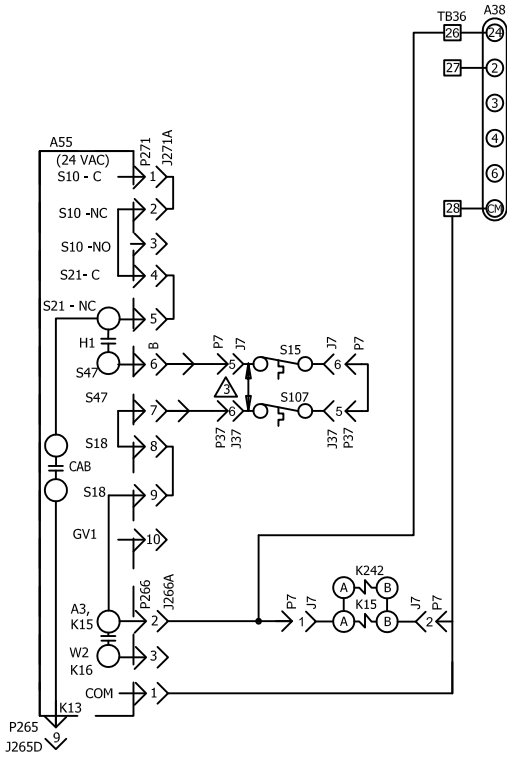 TB36 A38
26 24
27 2
3
4
6
28 CM
A55
(24 VAC)
P271
J271A
S10 - C 1
S10 -NC 2
S10 -NO 3
S21- C 4
S21 - NC 5
H1 B P7 J7 S15 J7 P7
S47 6 5 6
3
S47 7 6 S107 5
P37 J37 J37 P37
S18 8
CAB
S18 9
GV1 10
P266
J266A
A3,
K15 2
W2
K16 3
P7 J7 K242 J7 P7
A B
K15
1 A B 2
COM 1
K13
P265
J265D 9